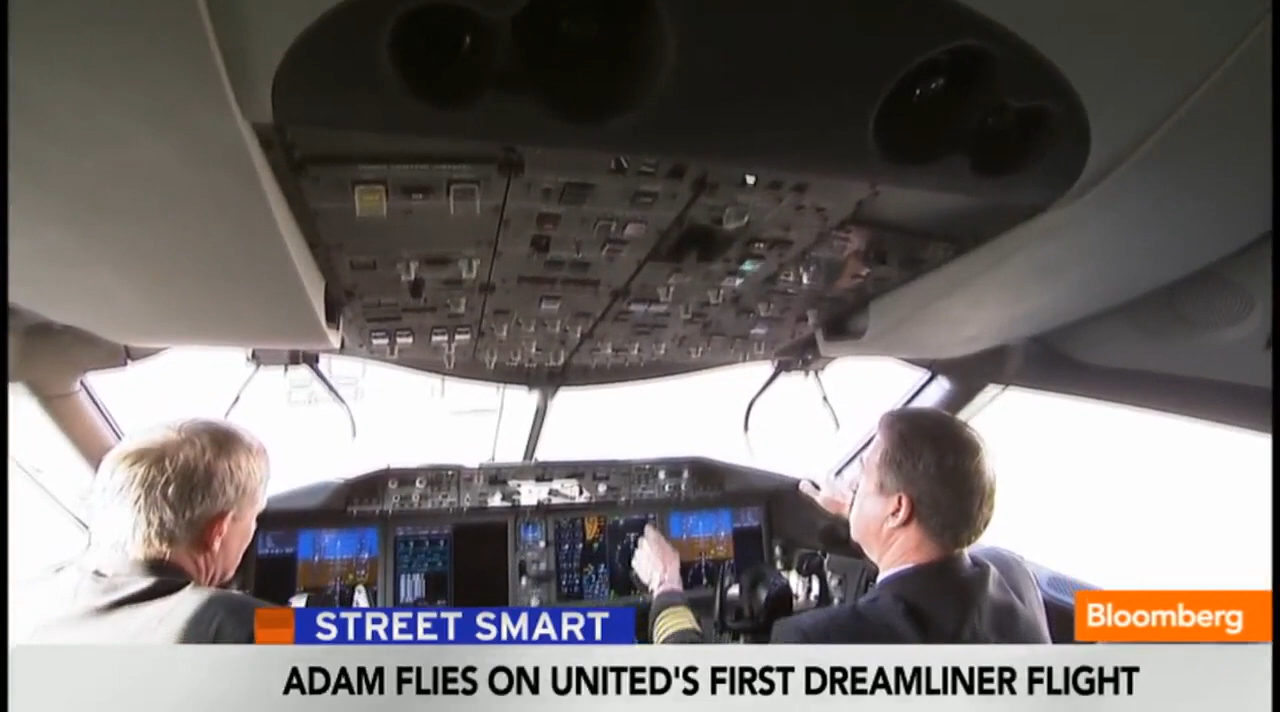 STREET SMART
Bloomberg
ADAM FLIES ON UNITED'S FIRST DREAMLINER FLIGHT